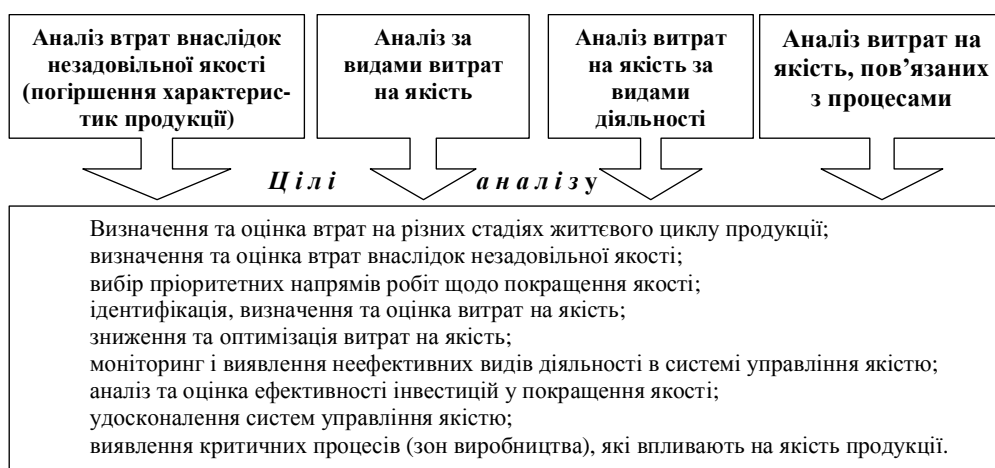 Аналіз втрат внаслідок
незадовільної якості
(погіршення характерис-
тик продукції)
Аналіз за
видами витрат
на якість
Аналіз витрат
на якість за
видами
діяльності
Аналіз витрат на
якість, пов’язаних
з процесами
Цілі аналізу
Визначення та оцінка втрат на різних стадіях життєвого циклу продукції;
визначення та оцінка втрат внаслідок незадовільної якості;
вибір пріоритетних напрямів робіт щодо покращення якості;
ідентифікація, визначення та оцінка витрат на якість;
зниження та оптимізація витрат на якість;
моніторинг і виявлення неефективних видів діяльності в системі управління якістю;
аналіз та оцінка ефективності інвестицій у покращення якості;
удосконалення систем управління якістю;
виявлення критичних процесів (зон виробництва), які впливають на якість продукції.